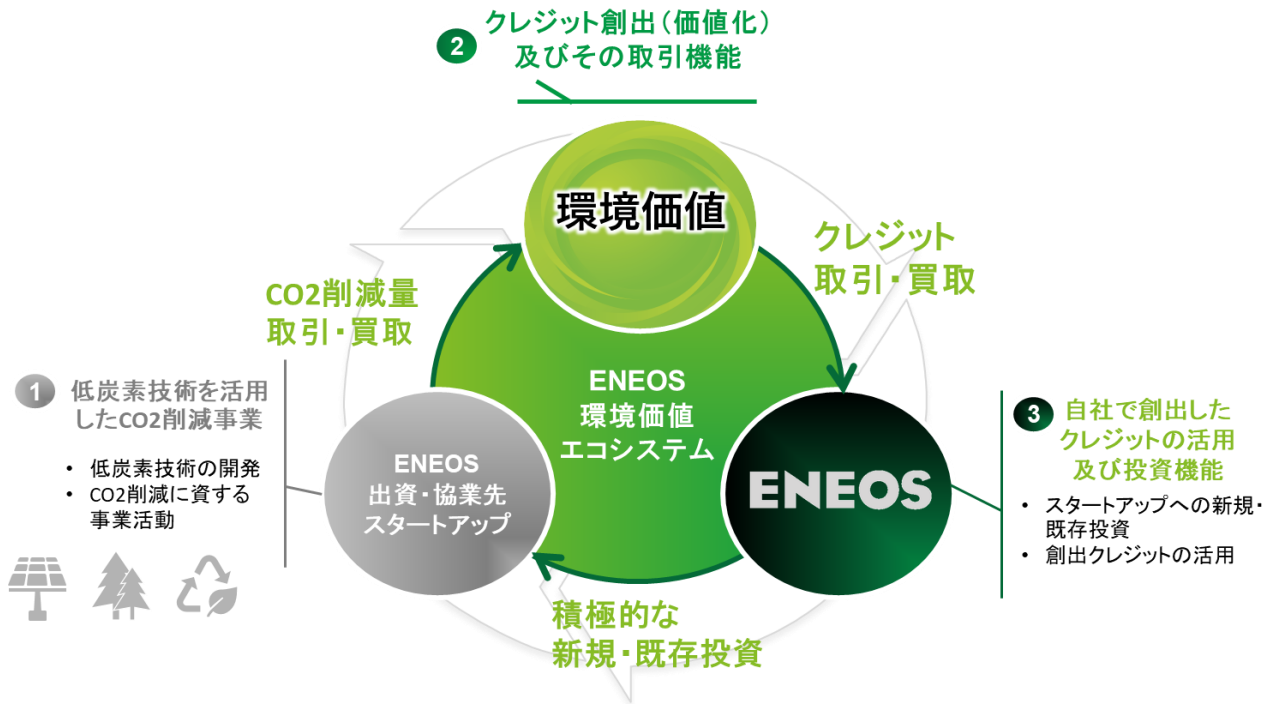 2
クレジット創出（価値化）
及びその取引機能
環境価値
クレジット
取引・買取
CO2削減量
取引・買取
1
低炭素技術を活用
したCO2削減事業
• 低炭素技術の開発
• CO2削減に資する
事業活動
ENEOS
環境価値
エコシステム
ENEOS
出資・協業先
スタートアップ
ENEOS
3
自社で創出した
クレジットの活用
及び投資機能
• スタートアップへの新規・
既存投資
• 創出クレジットの活用
積極的な
新規・既存投資